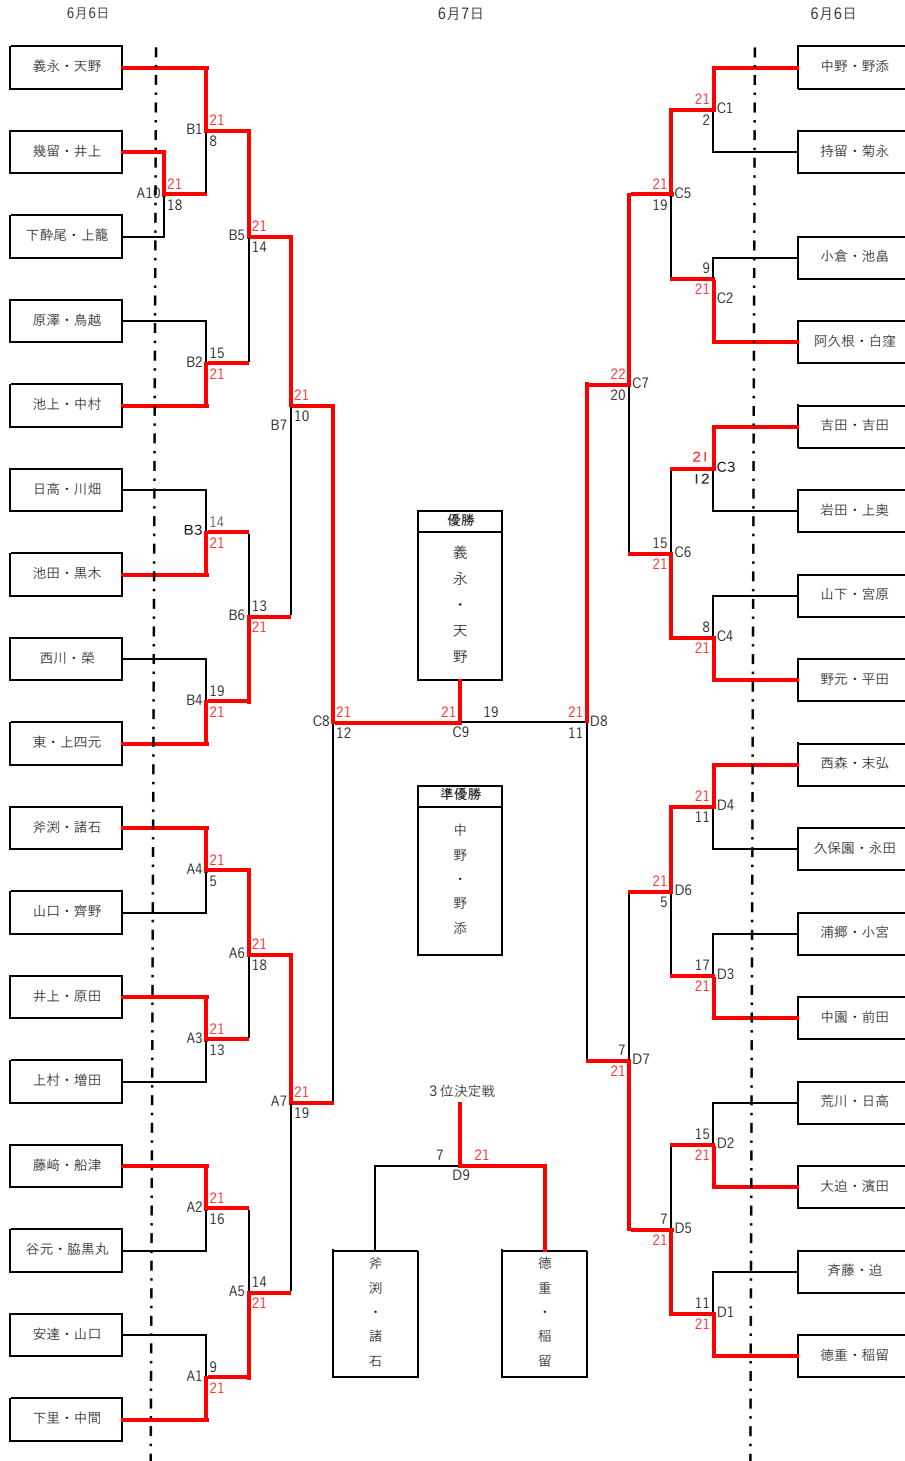 6月6日 6月7日 6月6日
義永・天野
幾留・井上
下酔尾・上籠
原澤・鳥越
池上・中村
日高・川畑
池田・黒木
西川・榮
東・上四元
斧渕・諸石
山口・齊野
井上・原田
上村・増田
藤﨑・船津
谷元・脇黒丸
安達・山口
下里・中間
B1 21 8
A10 21 18
B5 21 14
B2 15 21
B7 21 10
B3 14 21
B6 13 21
B4 19 21
C8 21 12
A4 21 5
A6 21 18
A3 21 13
A7 21 19
A2 21 16
A5 14 21
A1 9 21
優勝
義永・天野
21 19
C9
準優勝
中野・野添
3位決定戦
7 21
D9
斧渕・諸石
德重・稲留
21 C1 2
21 C5 19
9 21 C2
22 C7 20
21 C3 12
15 C6 21
8 C4 21
21 D8 11
21 D4 11
21 D6 5
17 D3 21
7 D7 21
15 D2 21
7 D5 21
11 D1 21
中野・野添
持留・菊永
小倉・池畠
阿久根・白窪
吉田・吉田
岩田・上奥
山下・宮原
野元・平田
西森・末弘
久保園・永田
浦郷・小宮
中園・前田
荒川・日高
大迫・濱田
斉藤・迫
德重・稲留